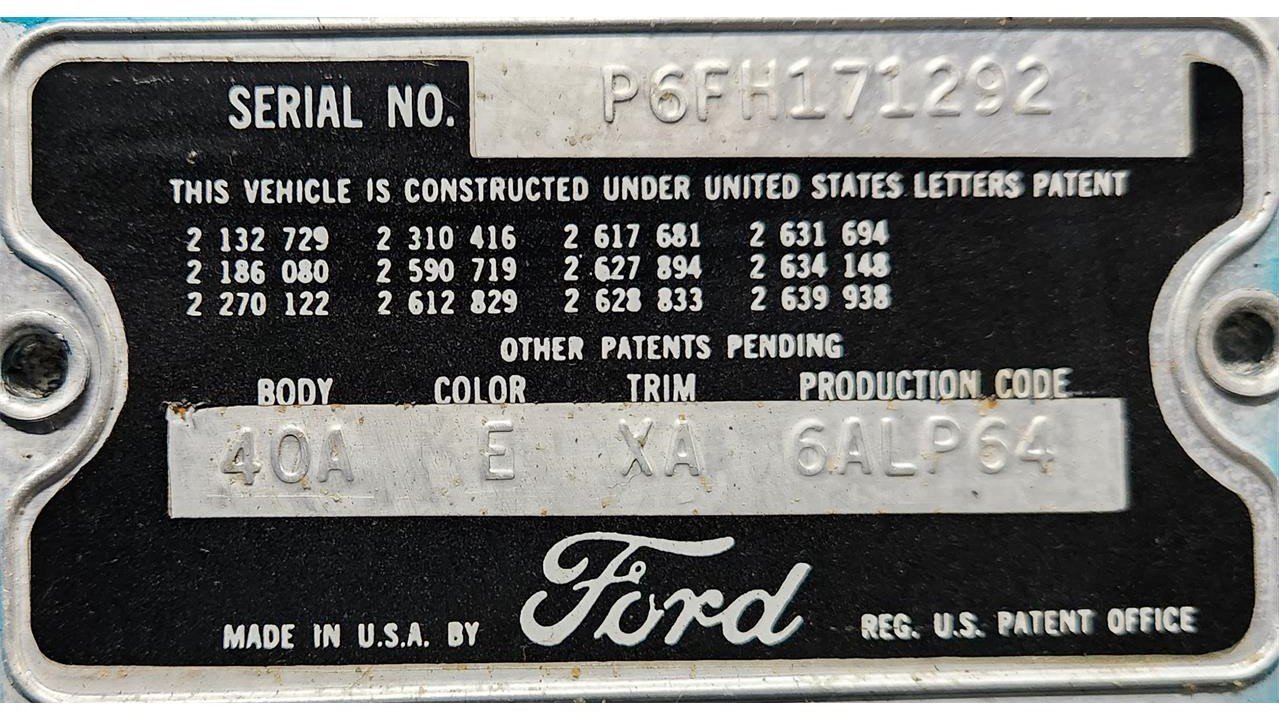 SERIAL NO. P6FH171292
THIS VEHICLE IS CONSTRUCTED UNDER UNITED STATES LETTERS PATENT
2 132 729 2 310 416 2 617 681 2 631 694
2 186 080 2 590 719 2 627 894 2 634 148
2 270 122 2 612 829 2 628 833 2 639 938
OTHER PATENTS PENDING
BODY COLOR TRIM PRODUCTION CODE
40A E XA 6ALP64
MADE IN U.S.A. BY Ford REG. U.S. PATENT OFFICE